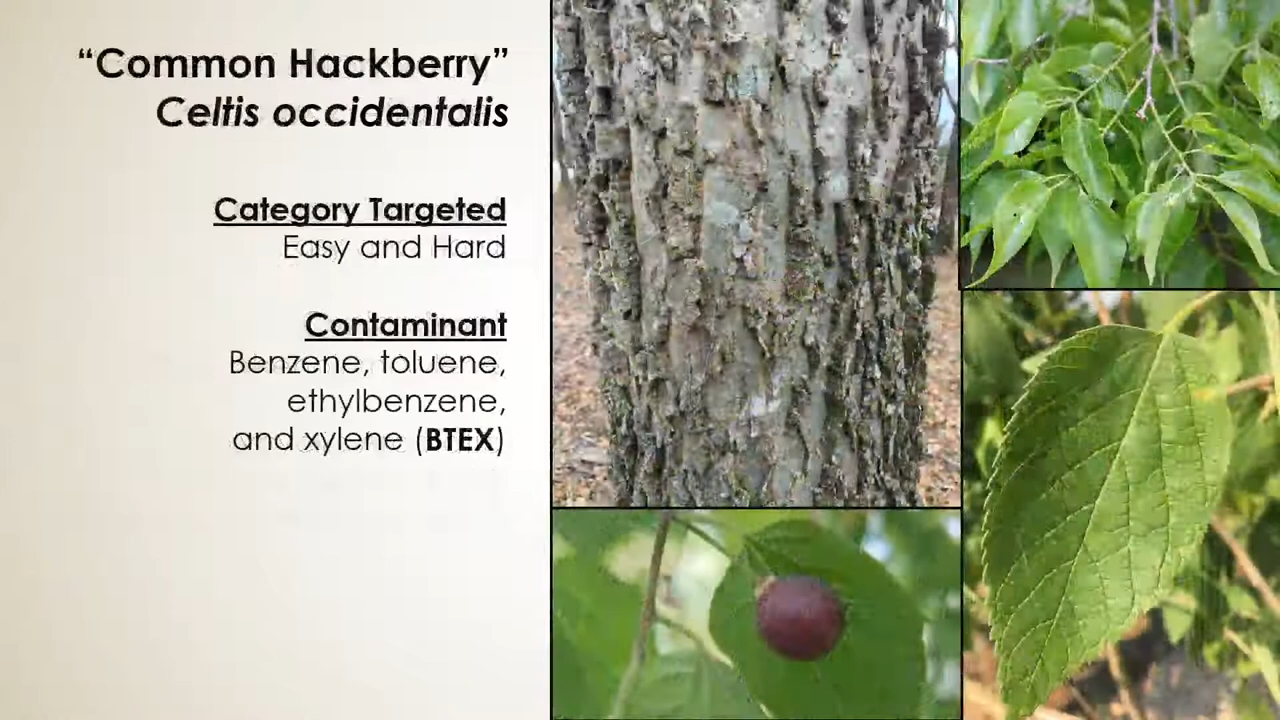 “Common Hackberry”
Celtis occidentalis
Category Targeted
Easy and Hard
Contaminant
Benzene, toluene,
ethylbenzene,
and xylene (BTEX)